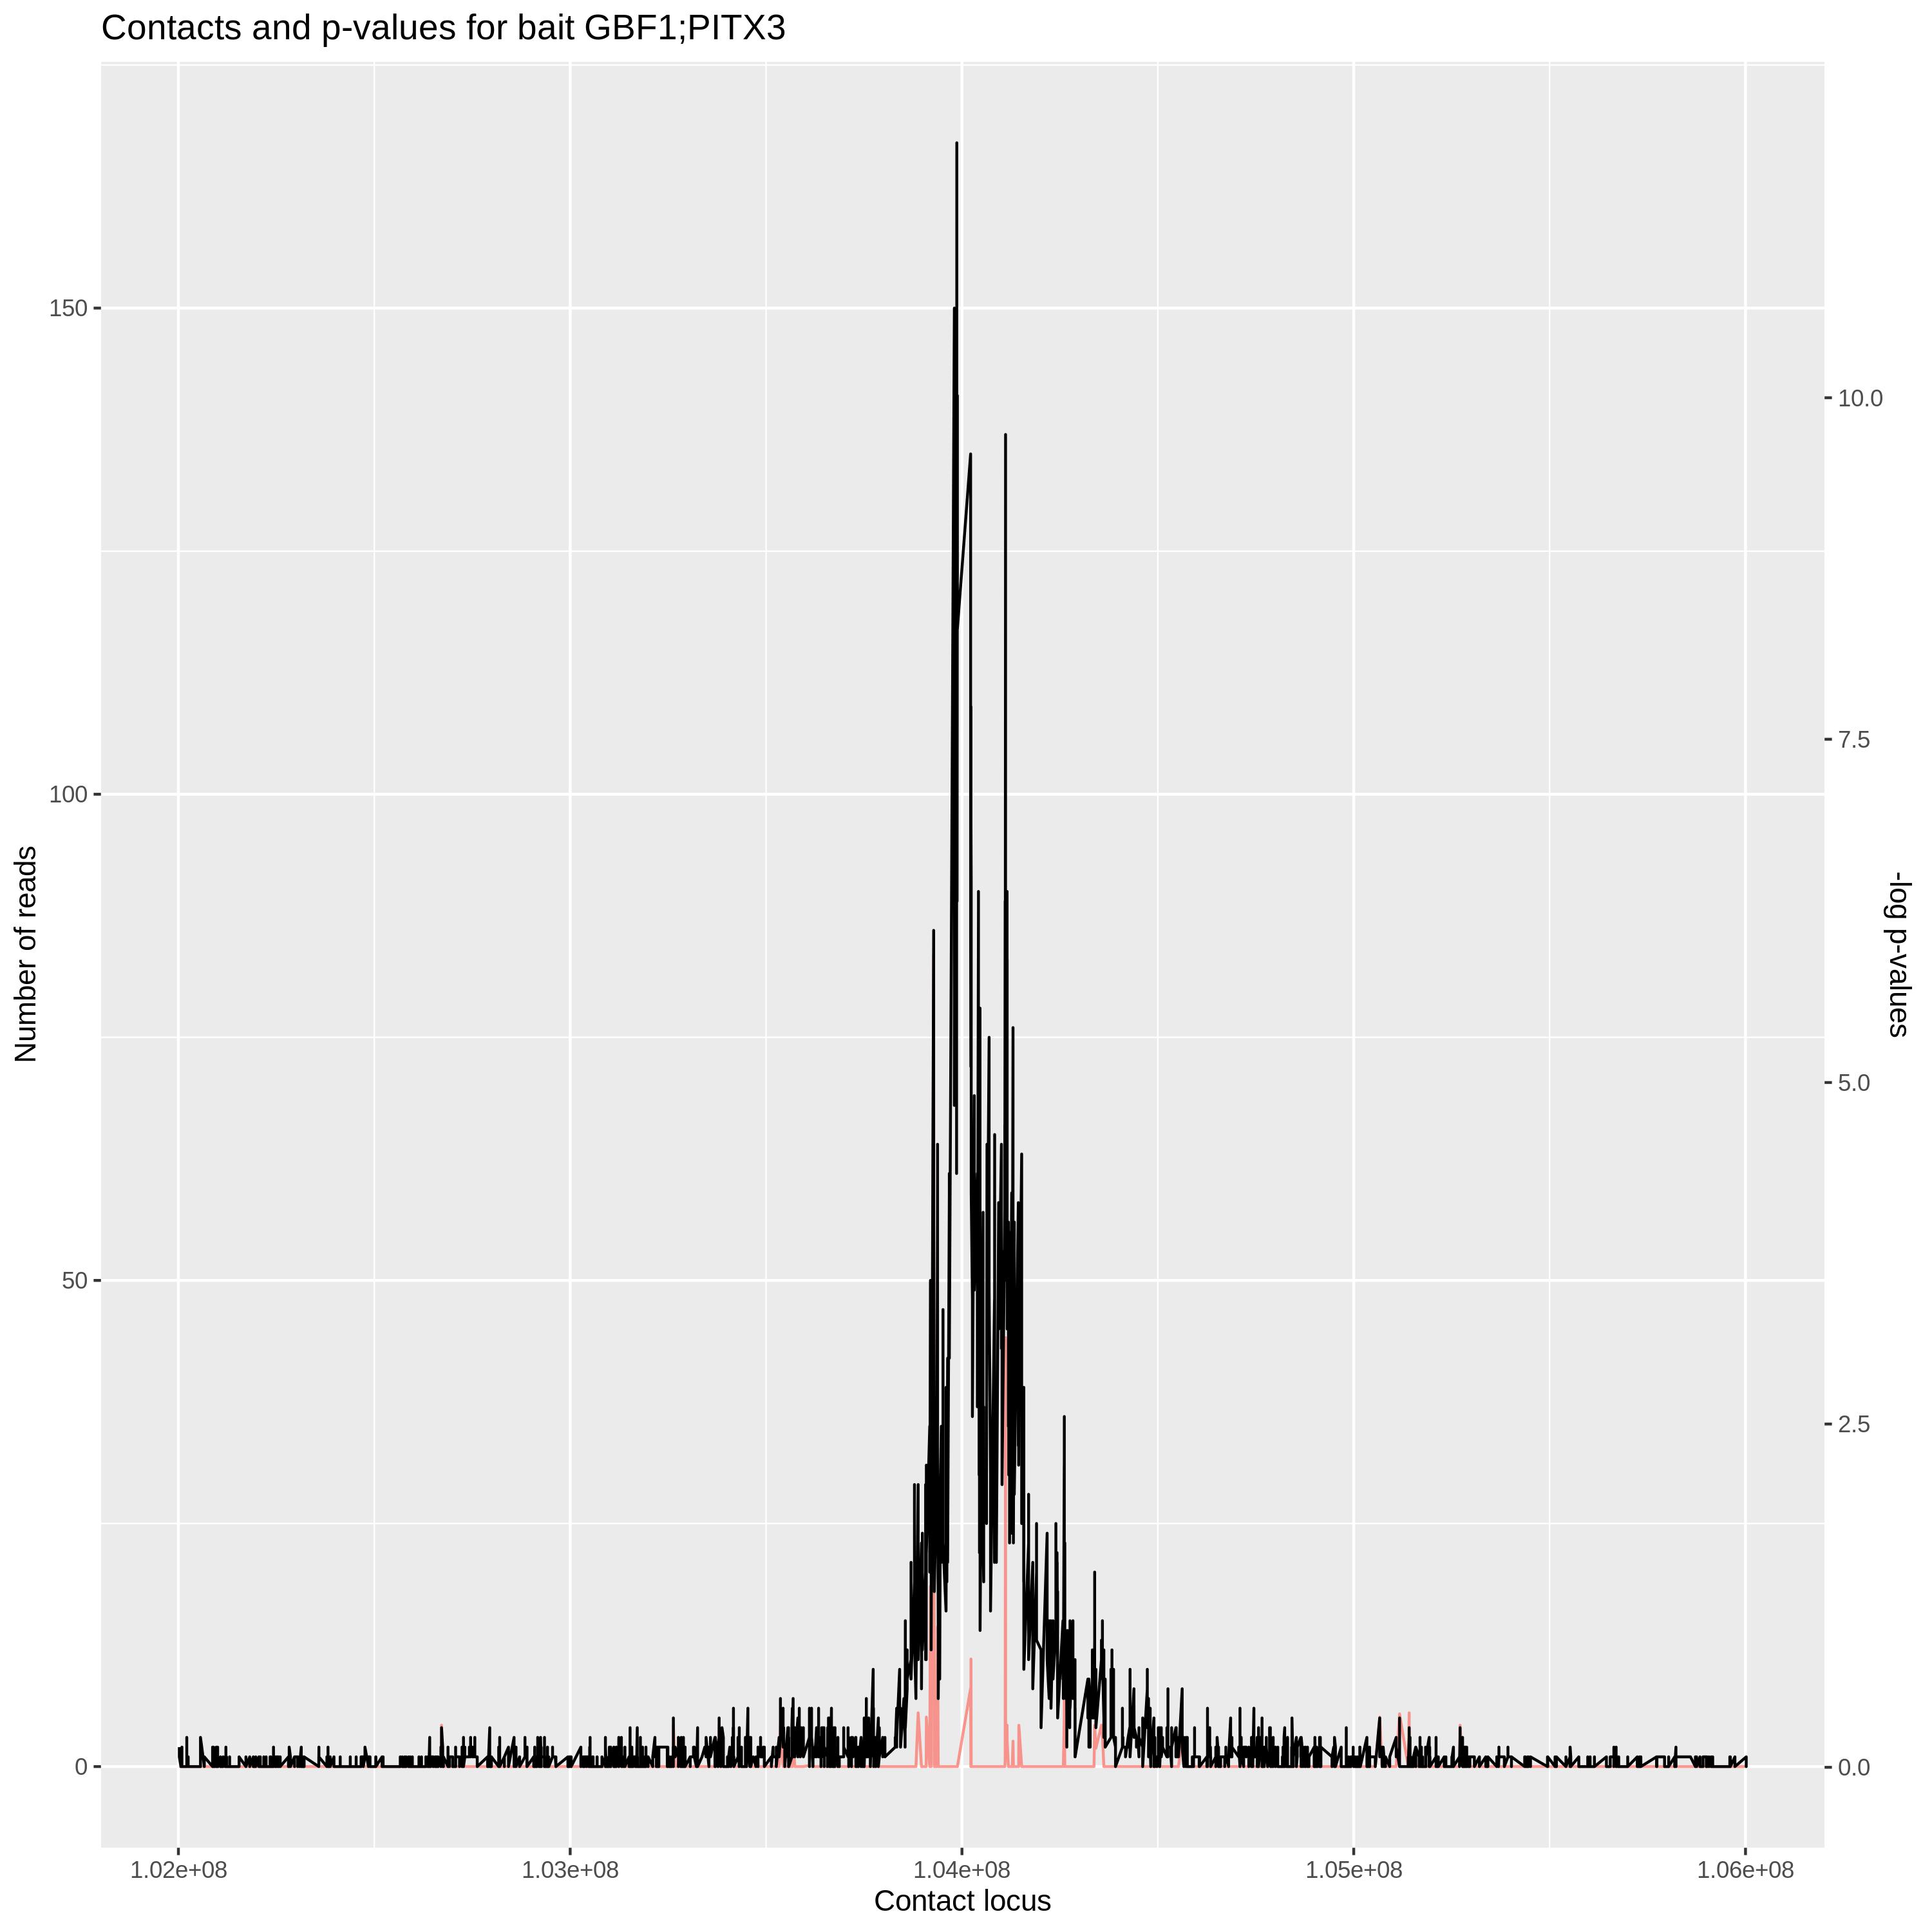 Contacts and p-values for bait GBF1;PITX3
150
100
50
0
Number of reads
10.0
7.5
5.0
2.5
0.0
-log p-values
1.02e+08
1.03e+08
1.04e+08
1.05e+08
1.06e+08
Contact locus